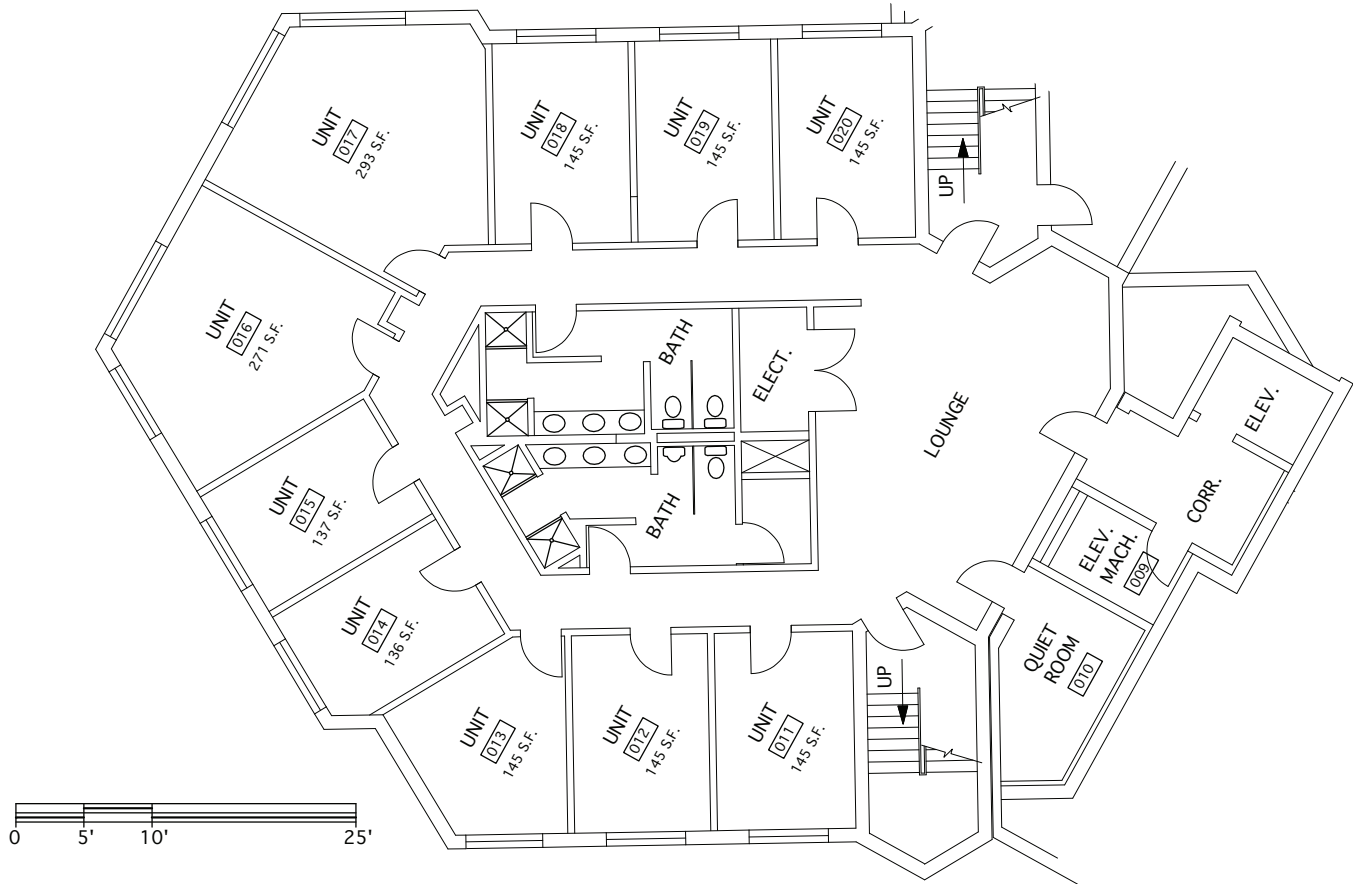 UNIT
017
293 S.F.
UNIT
018
145 S.F.
UNIT
019
145 S.F.
UNIT
020
145 S.F.
UP
UNIT
016
271 S.F.
BATH
ELECT.
LOUNGE
ELEV.
UNIT
015
137 S.F.
BATH
CORR.
ELEV.
MACH.
009
UNIT
014
136 S.F.
QUIET
ROOM
010
UNIT
013
145 S.F.
UNIT
012
145 S.F.
UNIT
011
145 S.F.
UP
0 5' 10' 25'